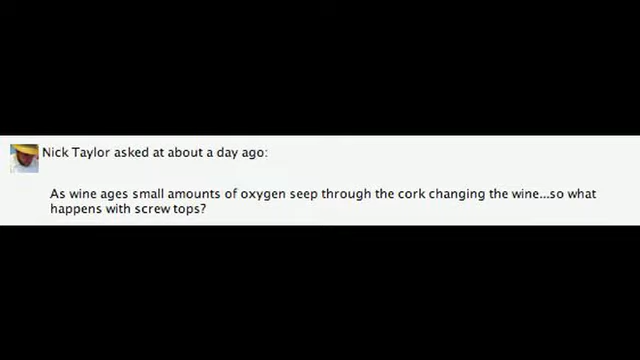 Nick Taylor asked at about a day ago:
As wine ages small amounts of oxygen seep through the cork changing the wine...so what
happens with screw tops?